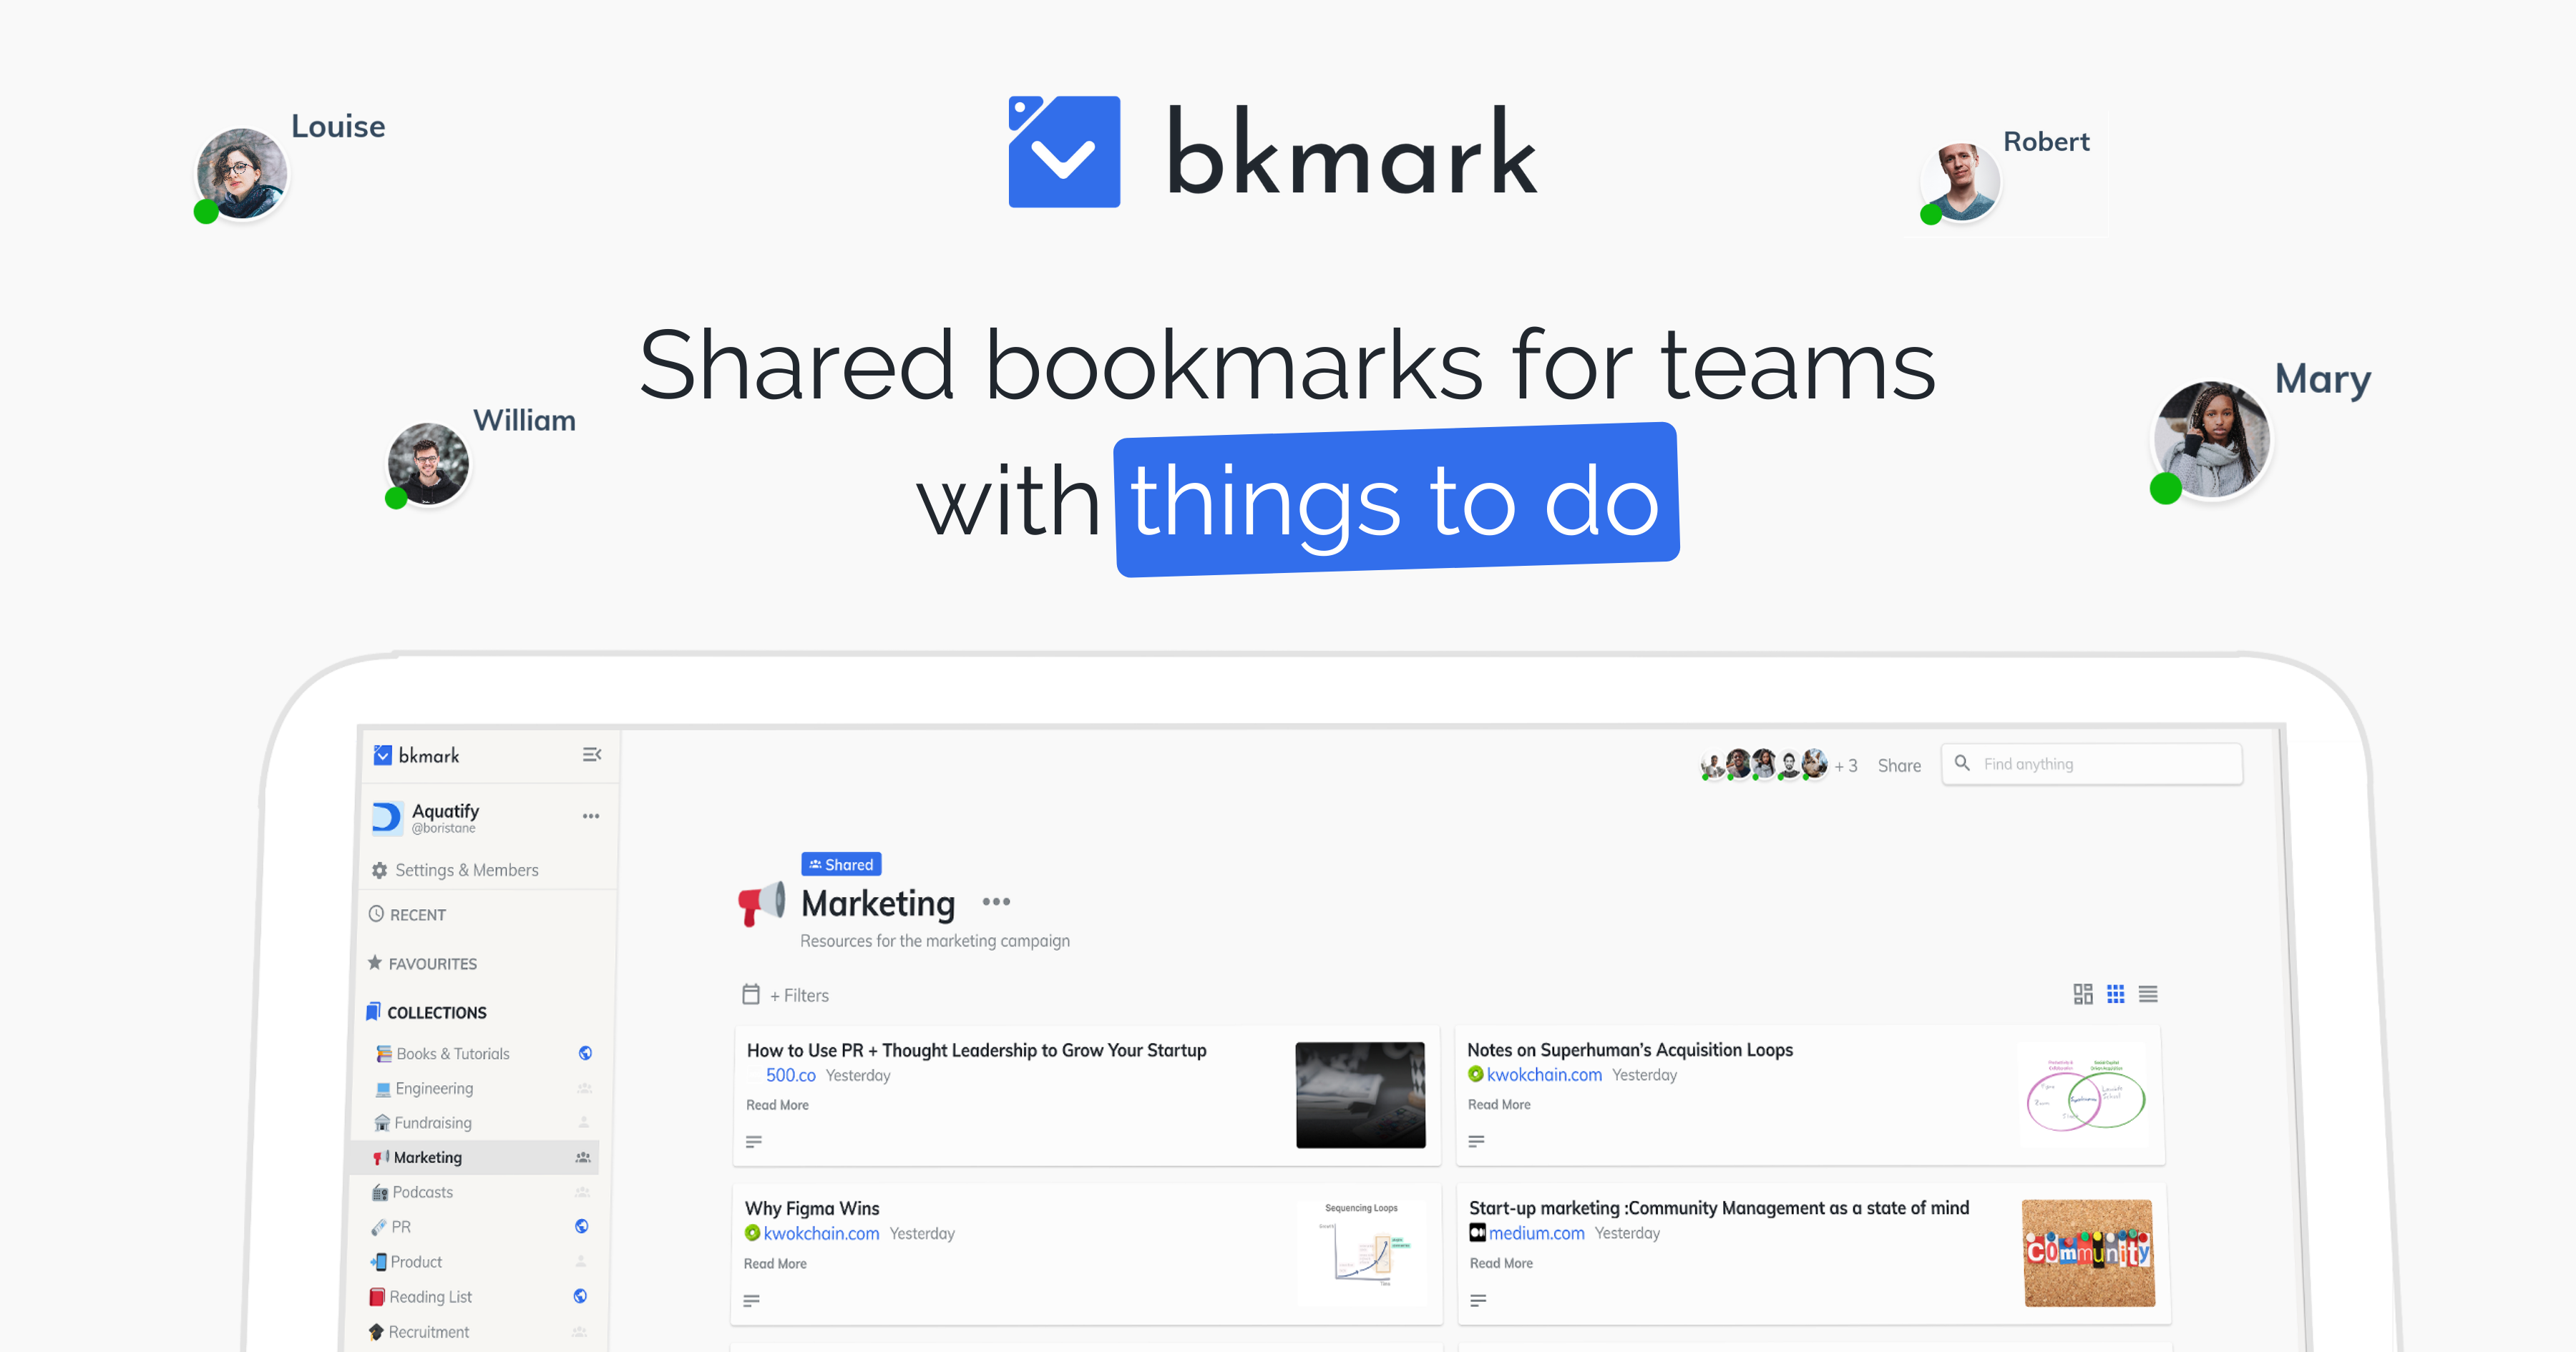 Louise
bkmark
Robert
Shared bookmarks for teams
Mary
William
with things to do
bkmark
Aquatify
@boristane
Settings & Members
RECENT
FAVOURITES
COLLECTIONS
Books & Tutorials
Engineering
Fundraising
Marketing
Podcasts
PR
Product
Reading List
Recruitment
+ 3 Share Find anything
Shared
Marketing
Resources for the marketing campaign
+ Filters
How to Use PR + Thought Leadership to Grow Your Startup
500.co Yesterday
Read More
Notes on Superhuman's Acquisition Loops
kwokchain.com Yesterday
Read More
Why Figma Wins
kwokchain.com Yesterday
Read More
Sequencing Loops
Time
Start-up marketing :Community Management as a state of mind
medium.com Yesterday
Read More
Community